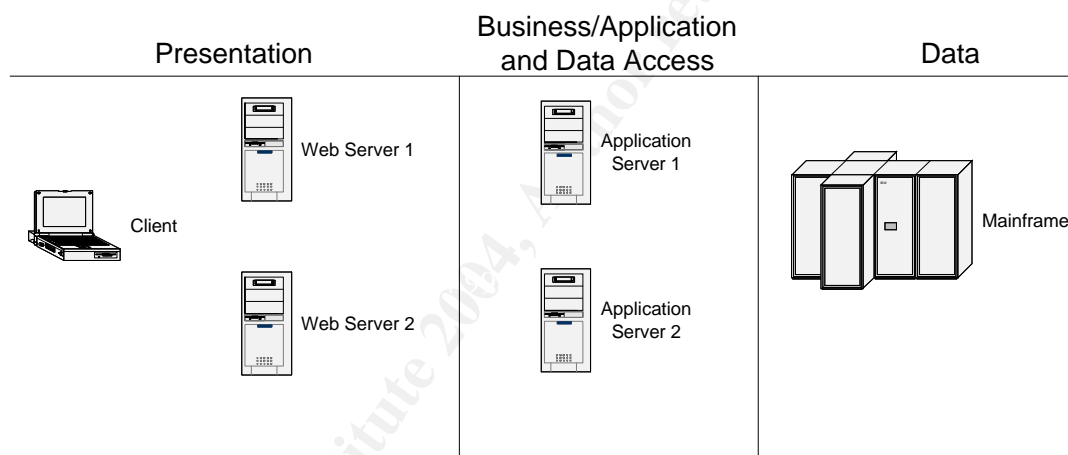 Presentation
Business/Application
and Data Access
Data
Web Server 1
Application
Server 1
Client
Mainframe
Web Server 2
Application
Server 2